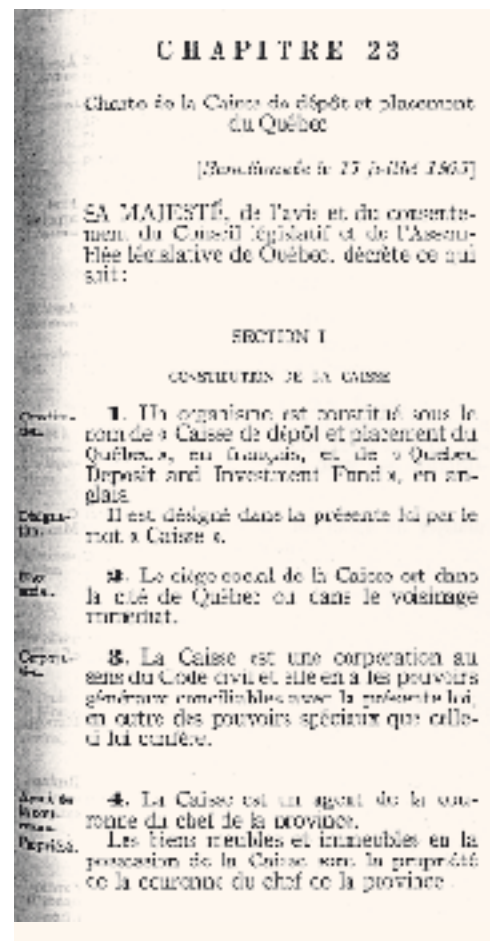 CHAPITRE 23
Charte de la Caisse de dépôt et placement
du Québec
[Sanctionnée le 15 juillet 1965]
SA MAJESTÉ, de l'avis et du consente-
ment du Conseil législatif et de l'Assem-
blée législative de Québec, décrète ce qui
suit:
SECTION I
CONSTITUTION DE LA CAISSE
1. Un organisme est constitué sous le
nom de « Caisse de dépôt et placement du
Québec », en français, et de « Quebec
Deposit and Investment Fund », en an-
glais.
Il est désigné dans la présente loi par le
mot « Caisse ».
2. Le siège social de la Caisse est dans
la cité de Québec ou dans le voisinage
immédiat.
3. La Caisse est une corporation au
sens du Code civil et elle en a les pouvoirs
généraux conciliables avec la présente loi,
en outre des pouvoirs spéciaux que celle-
ci lui confère.
4. La Caisse est un agent de la cou-
ronne du chef de la province.
Propriété.
Les biens meubles et immeubles en la
possession de la Caisse sont la propriété
de la couronne du chef de la province.